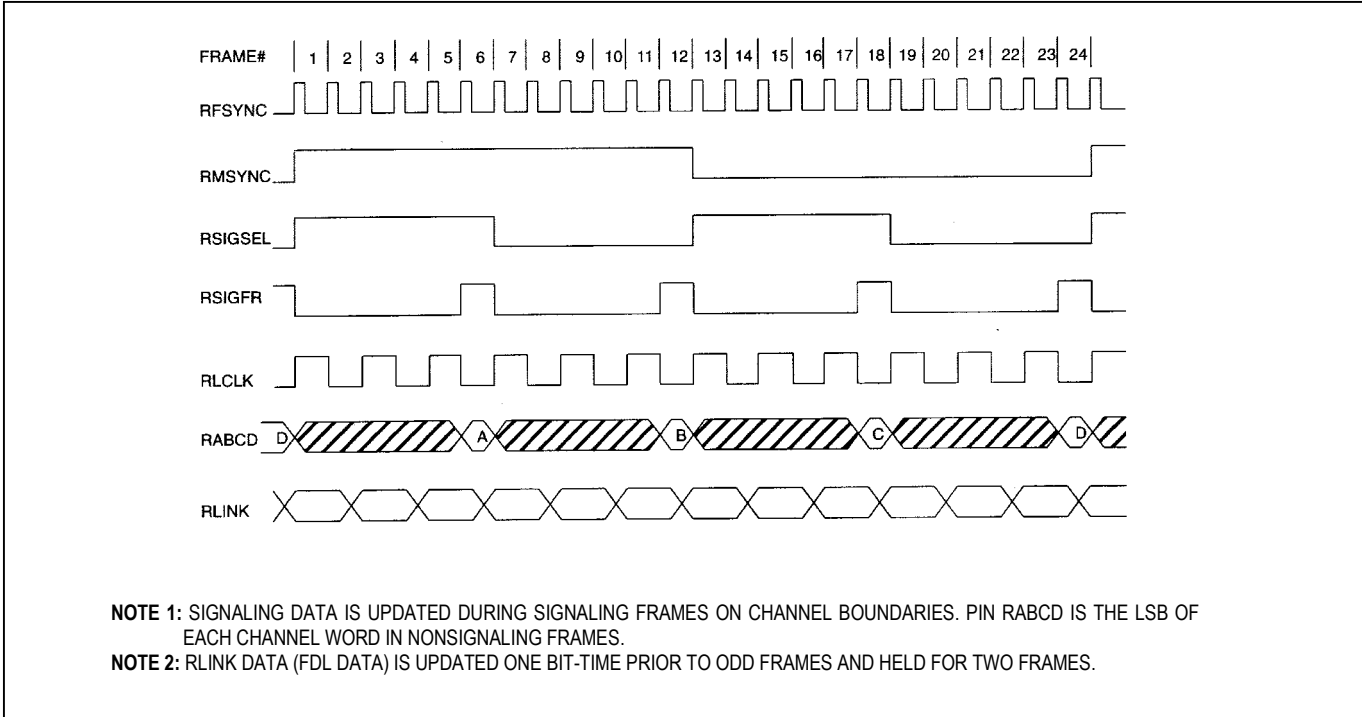 FRAME# 1 2 3 4 5 6 7 8 9 10 11 12 13 14 15 16 17 18 19 20 21 22 23 24
RFSYNC
RMSYNC
RSIGSEL
RSIGFR
RLCLK
RABCD D A B C D
RLINK
NOTE 1: SIGNALING DATA IS UPDATED DURING SIGNALING FRAMES ON CHANNEL BOUNDARIES. PIN RABCD IS THE LSB OF
EACH CHANNEL WORD IN NONSIGNALING FRAMES.
NOTE 2: RLINK DATA (FDL DATA) IS UPDATED ONE BIT-TIME PRIOR TO ODD FRAMES AND HELD FOR TWO FRAMES.